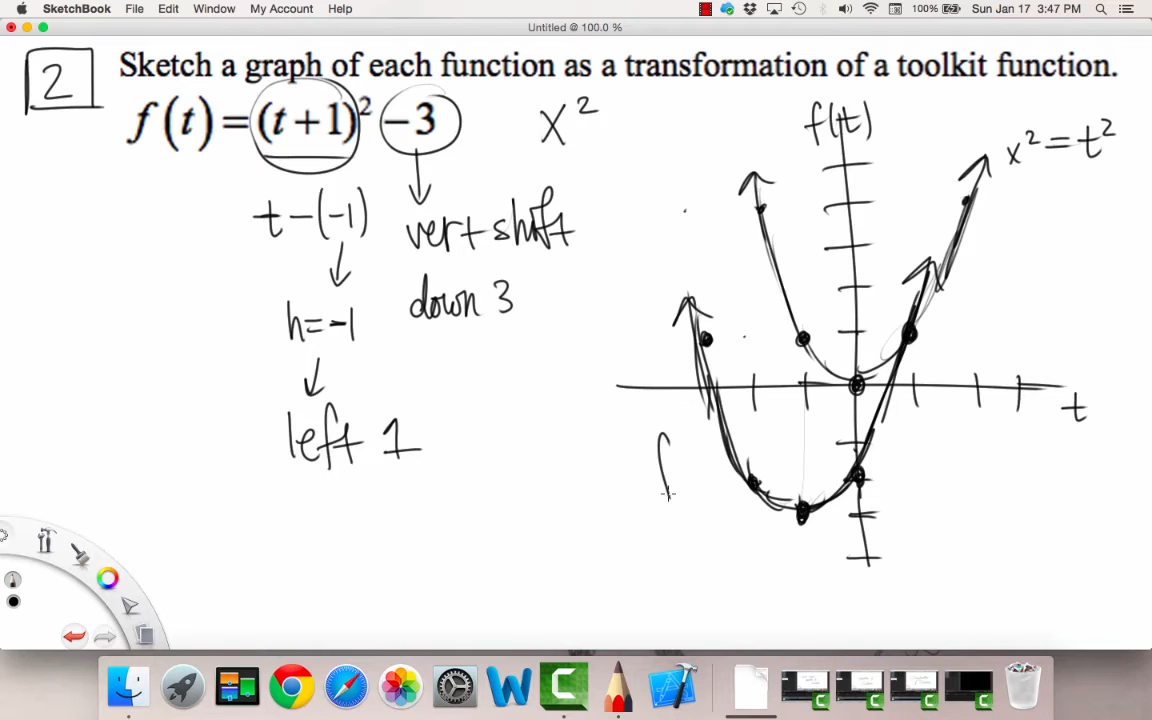 SketchBook File Edit Window My Account Help 100% Sun Jan 17 3:47 PM
Untitled @ 100.0 %
2 Sketch a graph of each function as a transformation of a toolkit function.
f(t)=(t+1)² −3
x²
f(t)
x² = t²
t−(−1)
vert shift
down 3
h=−1
left 1
t